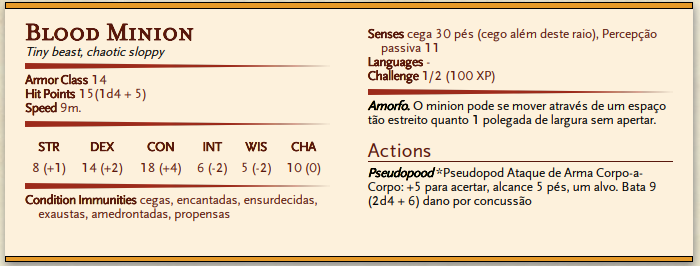 Blood Minion
Tiny beast, chaotic sloppy
Armor Class 14
Hit Points 15(1d4 + 5)
Speed 9m.
STR DEX CON INT WIS CHA
8 (+1) 14 (+2) 18 (+4) 6 (-2) 5 (-2) 10 (0)
Condition Immunities cegas, encantadas, ensurdecidas,
exaustas, amedrontadas, propensas
Senses cega 30 pés (cego além deste raio), Percepção
passiva 11
Languages -
Challenge 1/2 (100 XP)
Amorfo. O minion pode se mover através de um espaço
tão estreito quanto 1 polegada de largura sem apertar.
Actions
Pseudopood *Pseudopod Ataque de Arma Corpo-a-
Corpo: +5 para acertar, alcance 5 pés, um alvo. Bata 9
(2d4 + 6) dano por concussão